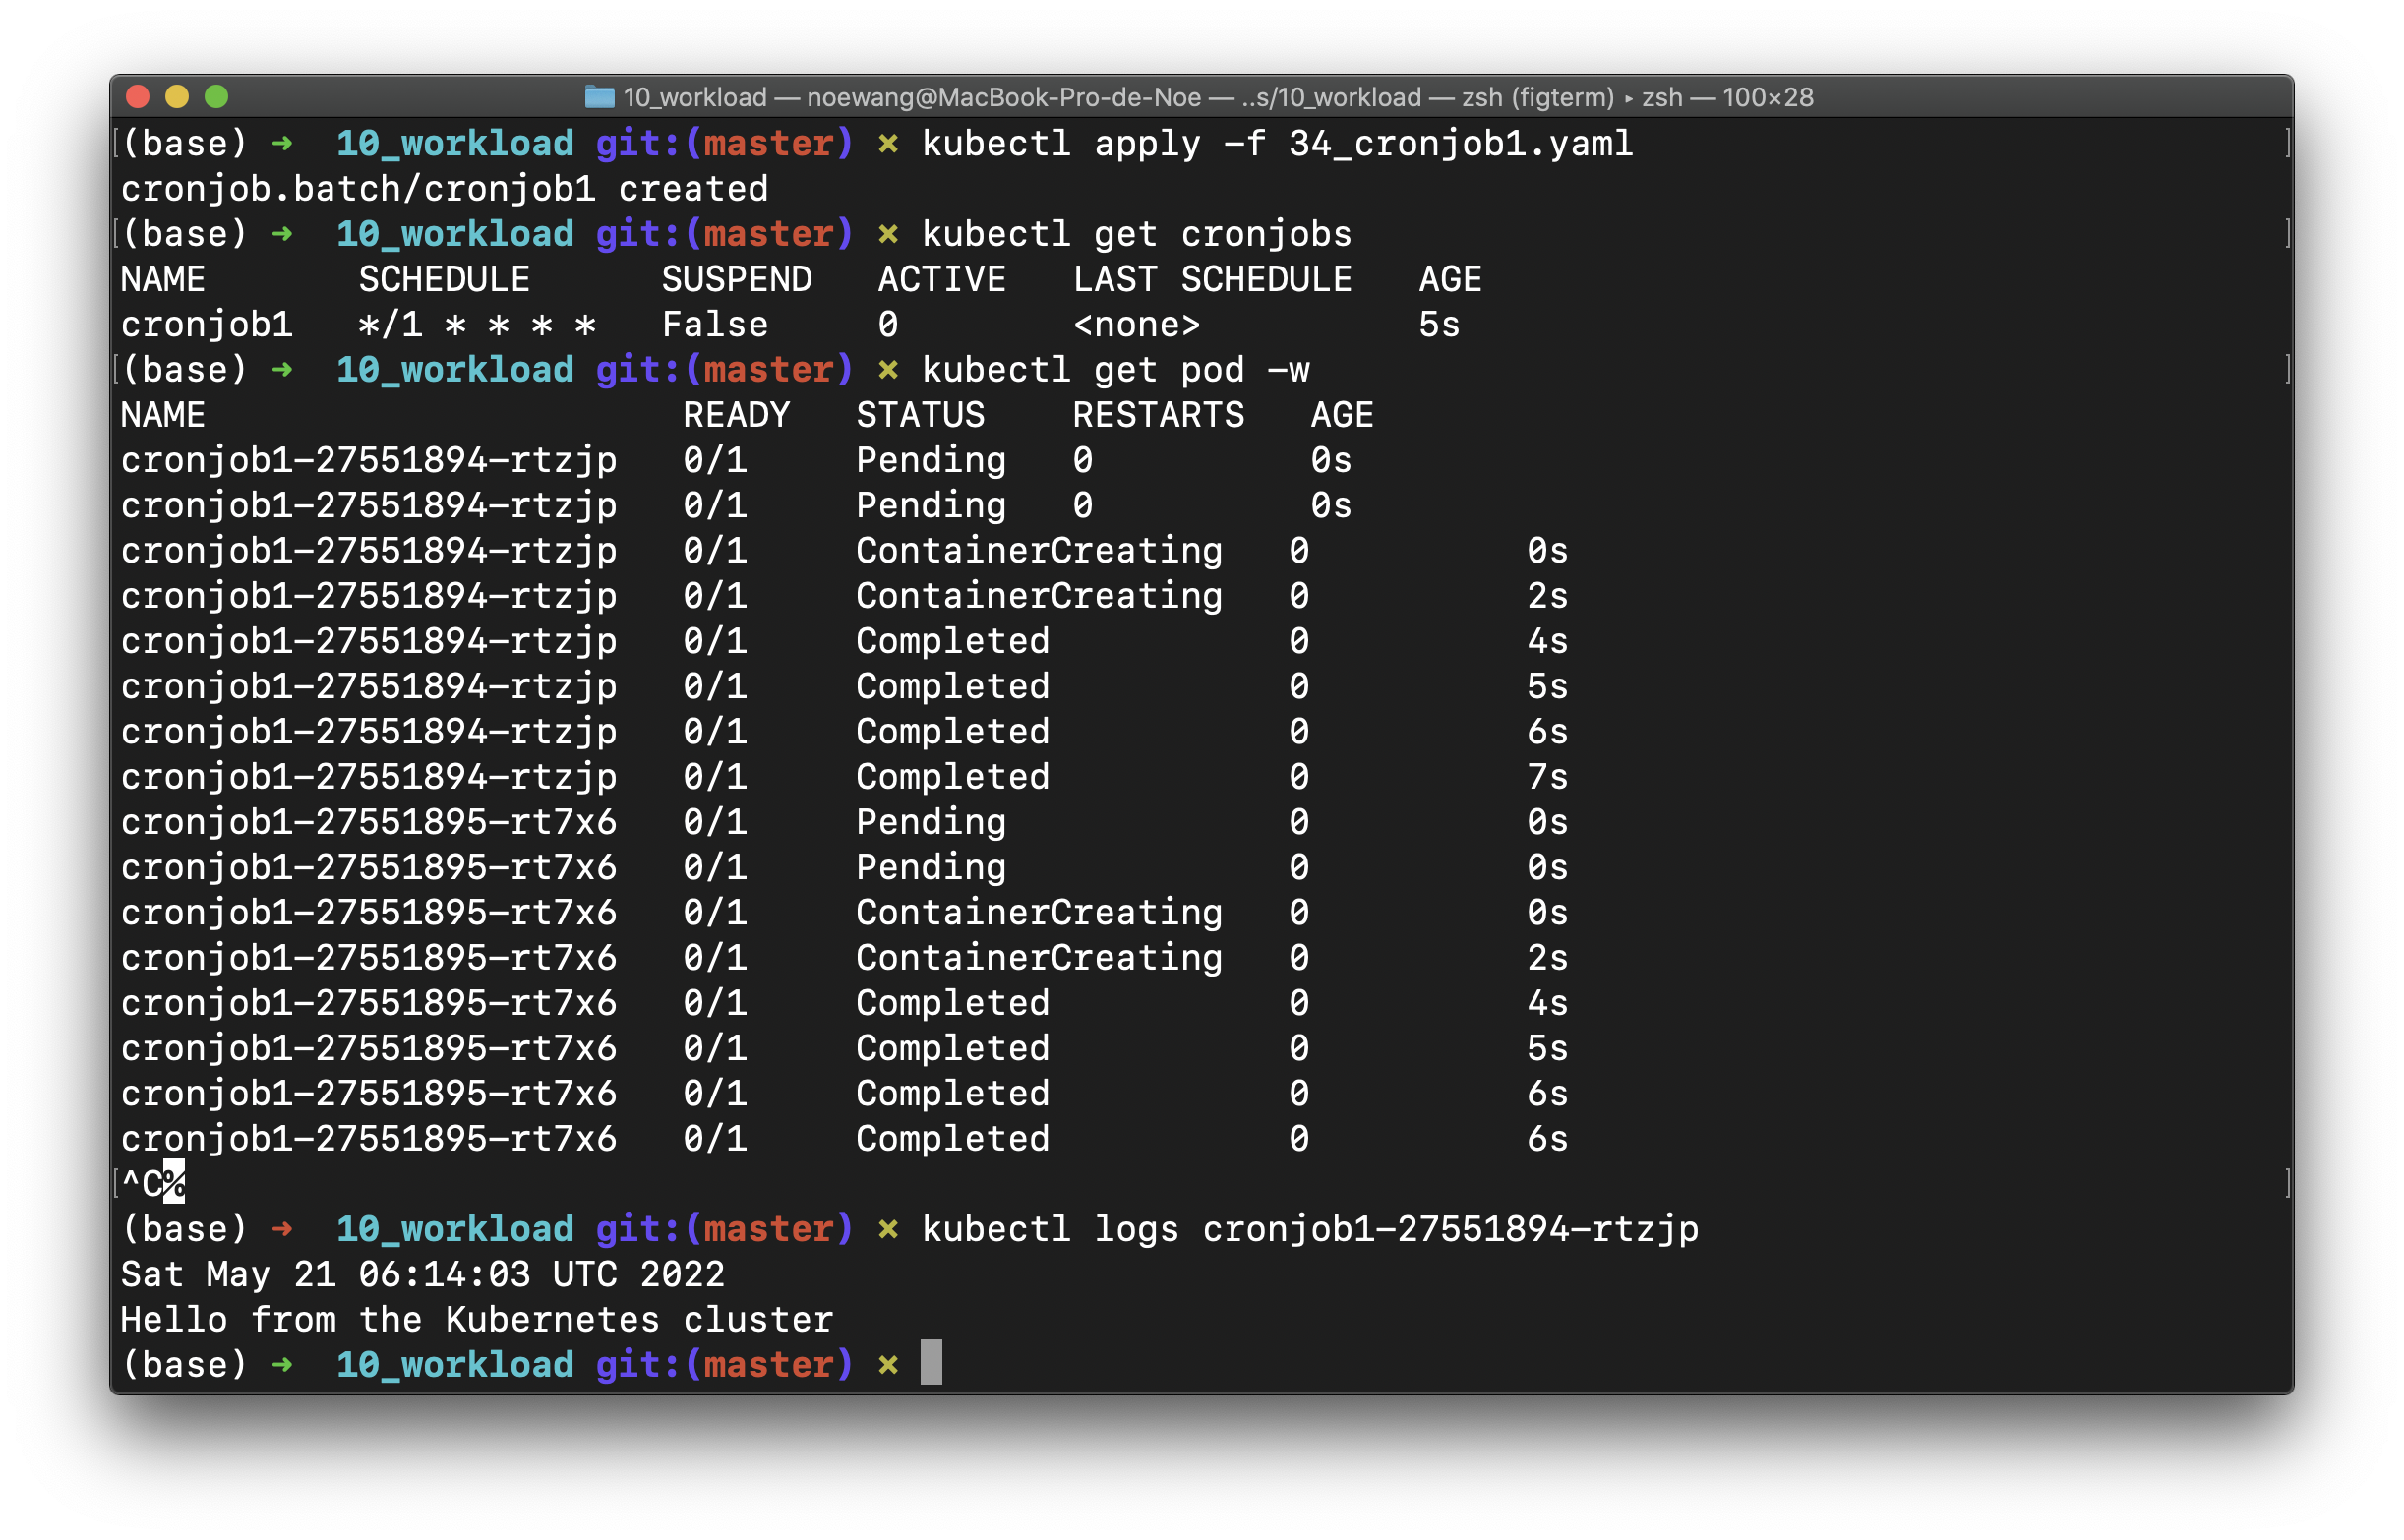 10_workload — noewang@MacBook-Pro-de-Noe — ..s/10_workload — zsh (figterm) ▸ zsh — 100×28
(base) ➜  10_workload git:(master) ✗ kubectl apply -f 34_cronjob1.yaml
cronjob.batch/cronjob1 created
(base) ➜  10_workload git:(master) ✗ kubectl get cronjobs
NAME       SCHEDULE      SUSPEND   ACTIVE   LAST SCHEDULE   AGE
cronjob1   */1 * * * *   False     0        <none>          5s
(base) ➜  10_workload git:(master) ✗ kubectl get pod -w
NAME                      READY   STATUS    RESTARTS   AGE
cronjob1-27551894-rtzjp   0/1     Pending   0          0s
cronjob1-27551894-rtzjp   0/1     Pending   0          0s
cronjob1-27551894-rtzjp   0/1     ContainerCreating   0          0s
cronjob1-27551894-rtzjp   0/1     ContainerCreating   0          2s
cronjob1-27551894-rtzjp   0/1     Completed           0          4s
cronjob1-27551894-rtzjp   0/1     Completed           0          5s
cronjob1-27551894-rtzjp   0/1     Completed           0          6s
cronjob1-27551894-rtzjp   0/1     Completed           0          7s
cronjob1-27551895-rt7x6   0/1     Pending             0          0s
cronjob1-27551895-rt7x6   0/1     Pending             0          0s
cronjob1-27551895-rt7x6   0/1     ContainerCreating   0          0s
cronjob1-27551895-rt7x6   0/1     ContainerCreating   0          2s
cronjob1-27551895-rt7x6   0/1     Completed           0          4s
cronjob1-27551895-rt7x6   0/1     Completed           0          5s
cronjob1-27551895-rt7x6   0/1     Completed           0          6s
cronjob1-27551895-rt7x6   0/1     Completed           0          6s
^C%
(base) ➜  10_workload git:(master) ✗ kubectl logs cronjob1-27551894-rtzjp
Sat May 21 06:14:03 UTC 2022
Hello from the Kubernetes cluster
(base) ➜  10_workload git:(master) ✗